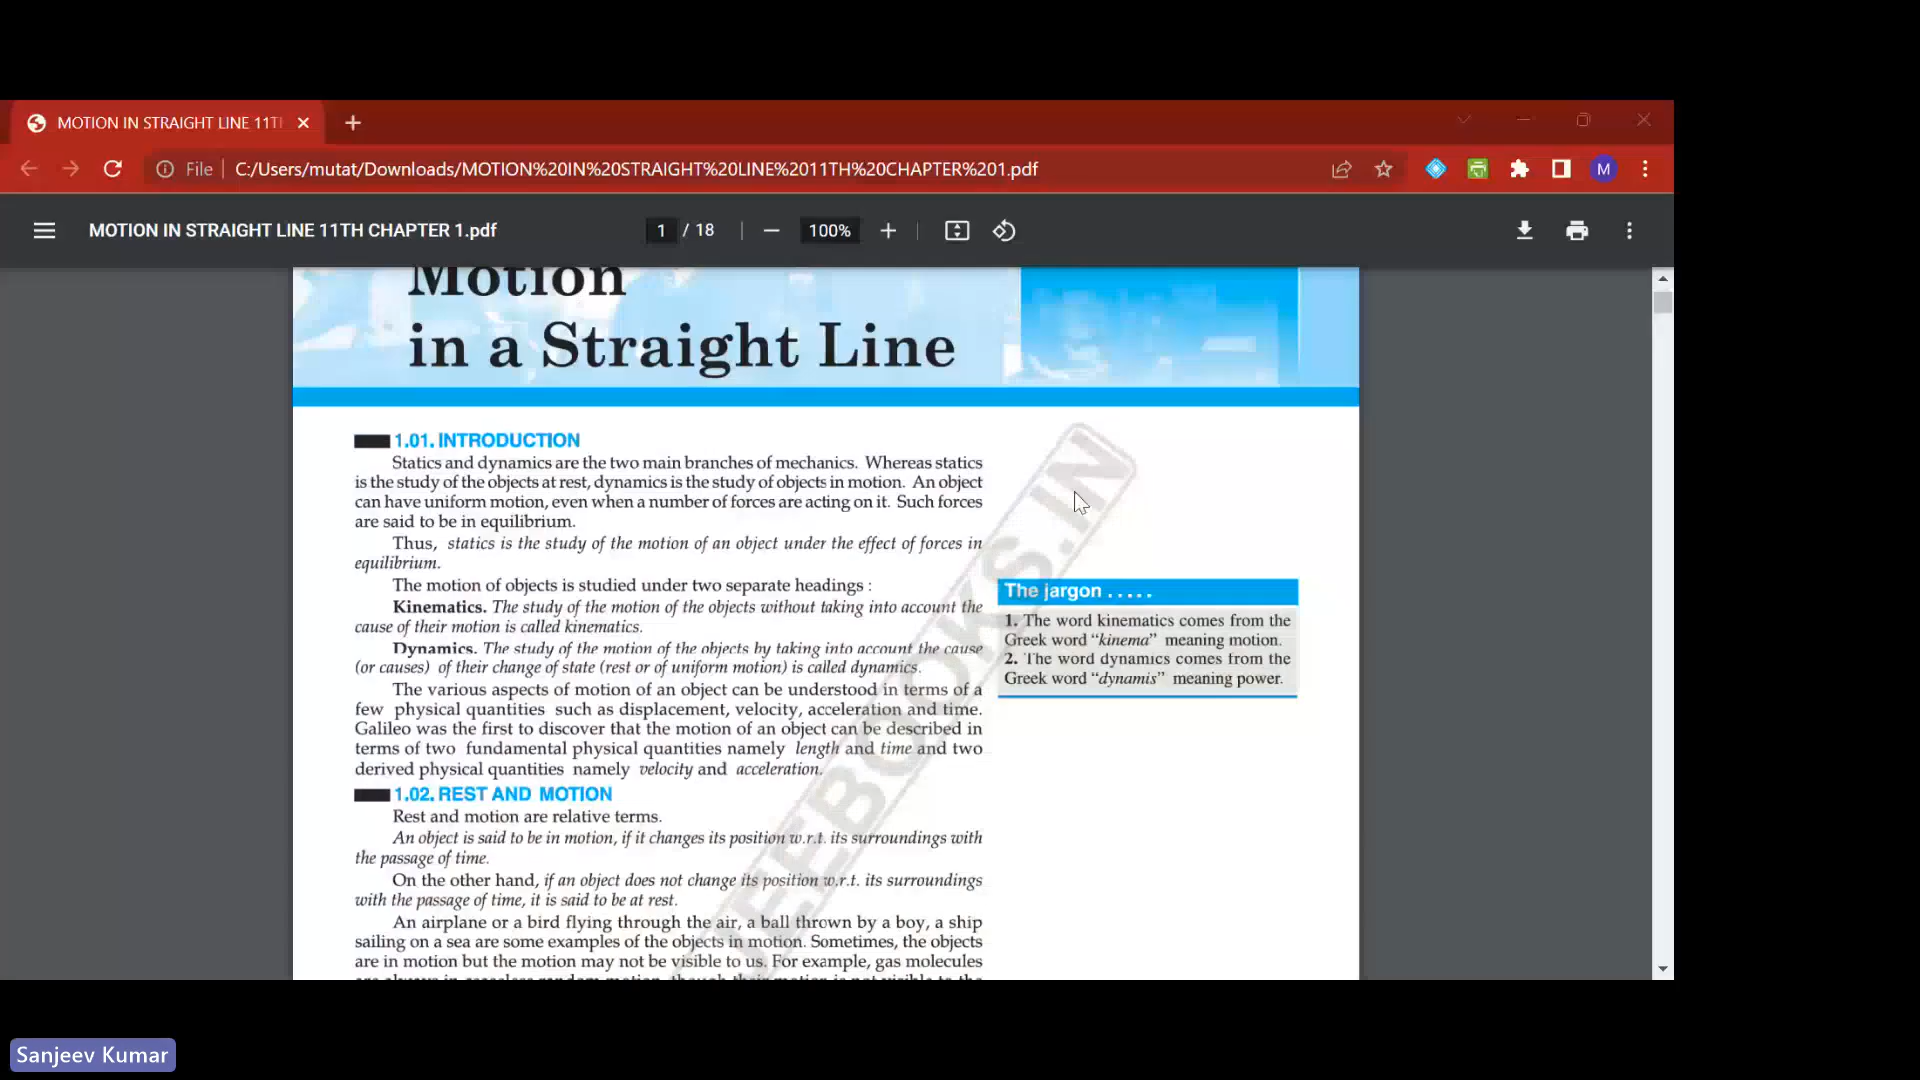 MOTION IN STRAIGHT LINE 11TH
File
C:/Users/mutat/Downloads/MOTION%20IN%20STRAIGHT%20LINE%2011TH%20CHAPTER%201.pdf
M
MOTION IN STRAIGHT LINE 11TH CHAPTER 1.pdf
1 / 18
100%
Motion
in a Straight Line
1.01. INTRODUCTION
Statics and dynamics are the two main branches of mechanics. Whereas statics
is the study of the objects at rest, dynamics is the study of objects in motion. An object
can have uniform motion, even when a number of forces are acting on it. Such forces
are said to be in equilibrium.
Thus, statics is the study of the motion of an object under the effect of forces in
equilibrium.
The motion of objects is studied under two separate headings :
Kinematics. The study of the motion of the objects without taking into account the
cause of their motion is called kinematics.
Dynamics. The study of the motion of the objects by taking into account the cause
(or causes) of their change of state (rest or of uniform motion) is called dynamics.
The various aspects of motion of an object can be understood in terms of a
few physical quantities such as displacement, velocity, acceleration and time.
Galileo was the first to discover that the motion of an object can be described in
terms of two fundamental physical quantities namely length and time and two
derived physical quantities namely velocity and acceleration.
1.02. REST AND MOTION
Rest and motion are relative terms.
An object is said to be in motion, if it changes its position w.r.t. its surroundings with
the passage of time.
On the other hand, if an object does not change its position w.r.t. its surroundings
with the passage of time, it is said to be at rest.
An airplane or a bird flying through the air, a ball thrown by a boy, a ship
sailing on a sea are some examples of the objects in motion. Sometimes, the objects
are in motion but the motion may not be visible to us. For example, gas molecules
are always in ceaseless random motion, though their motion is not visible to the
The jargon . . . . .
1. The word kinematics comes from the
Greek word “kinema” meaning motion.
2. The word dynamics comes from the
Greek word “dynamis” meaning power.
JEEBOOKS.IN
Sanjeev Kumar